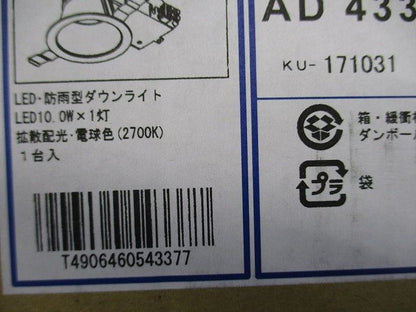 AD 433
KU- 171031
LED・防雨型ダウンライト
LED10.0W×1灯
拡散配光・電球色(2700K)
1台入
T4906460543377
箱・緩衝
ダンボール
プラ
袋